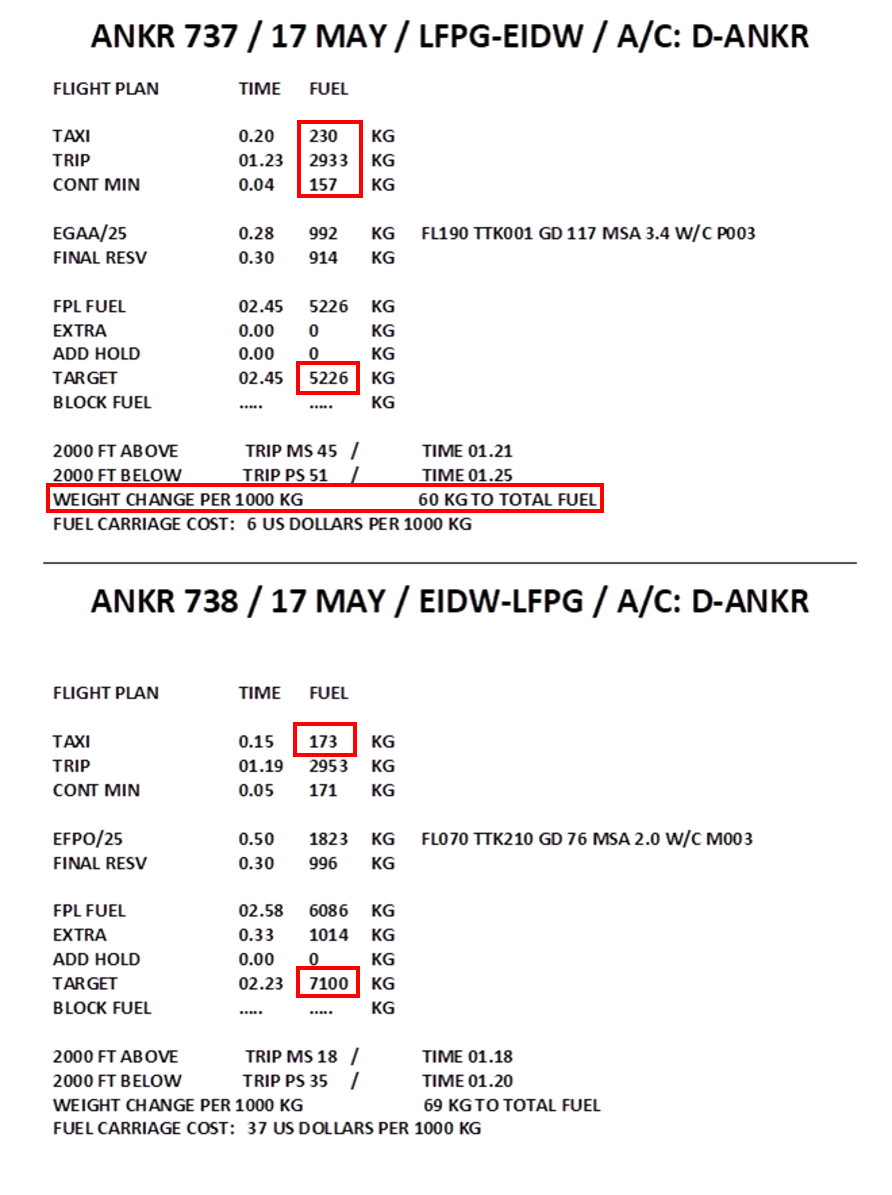 ANKR 737 / 17 MAY / LFPG-EIDW / A/C: D-ANKR
FLIGHT PLAN TIME FUEL
TAXI 0.20 230 KG
TRIP 01.23 2933 KG
CONT MIN 0.04 157 KG
EGAA/25 0.28 992 KG FL190 TTK001 GD 117 MSA 3.4 W/C P003
FINAL RESV 0.30 914 KG
FPL FUEL 02.45 5226 KG
EXTRA 0.00 0 KG
ADD HOLD 0.00 0 KG
TARGET 02.45 5226 KG
BLOCK FUEL ..... ..... KG
2000 FT ABOVE TRIP MS 45 / TIME 01.21
2000 FT BELOW TRIP PS 51 / TIME 01.25
WEIGHT CHANGE PER 1000 KG 60 KG TO TOTAL FUEL
FUEL CARRIAGE COST: 6 US DOLLARS PER 1000 KG
ANKR 738 / 17 MAY / EIDW-LFPG / A/C: D-ANKR
FLIGHT PLAN TIME FUEL
TAXI 0.15 173 KG
TRIP 01.19 2953 KG
CONT MIN 0.05 171 KG
EFPO/25 0.50 1823 KG FL070 TTK210 GD 76 MSA 2.0 W/C M003
FINAL RESV 0.30 996 KG
FPL FUEL 02.58 6086 KG
EXTRA 0.33 1014 KG
ADD HOLD 0.00 0 KG
TARGET 02.23 7100 KG
BLOCK FUEL ..... ..... KG
2000 FT ABOVE TRIP MS 18 / TIME 01.18
2000 FT BELOW TRIP PS 35 / TIME 01.20
WEIGHT CHANGE PER 1000 KG 69 KG TO TOTAL FUEL
FUEL CARRIAGE COST: 37 US DOLLARS PER 1000 KG